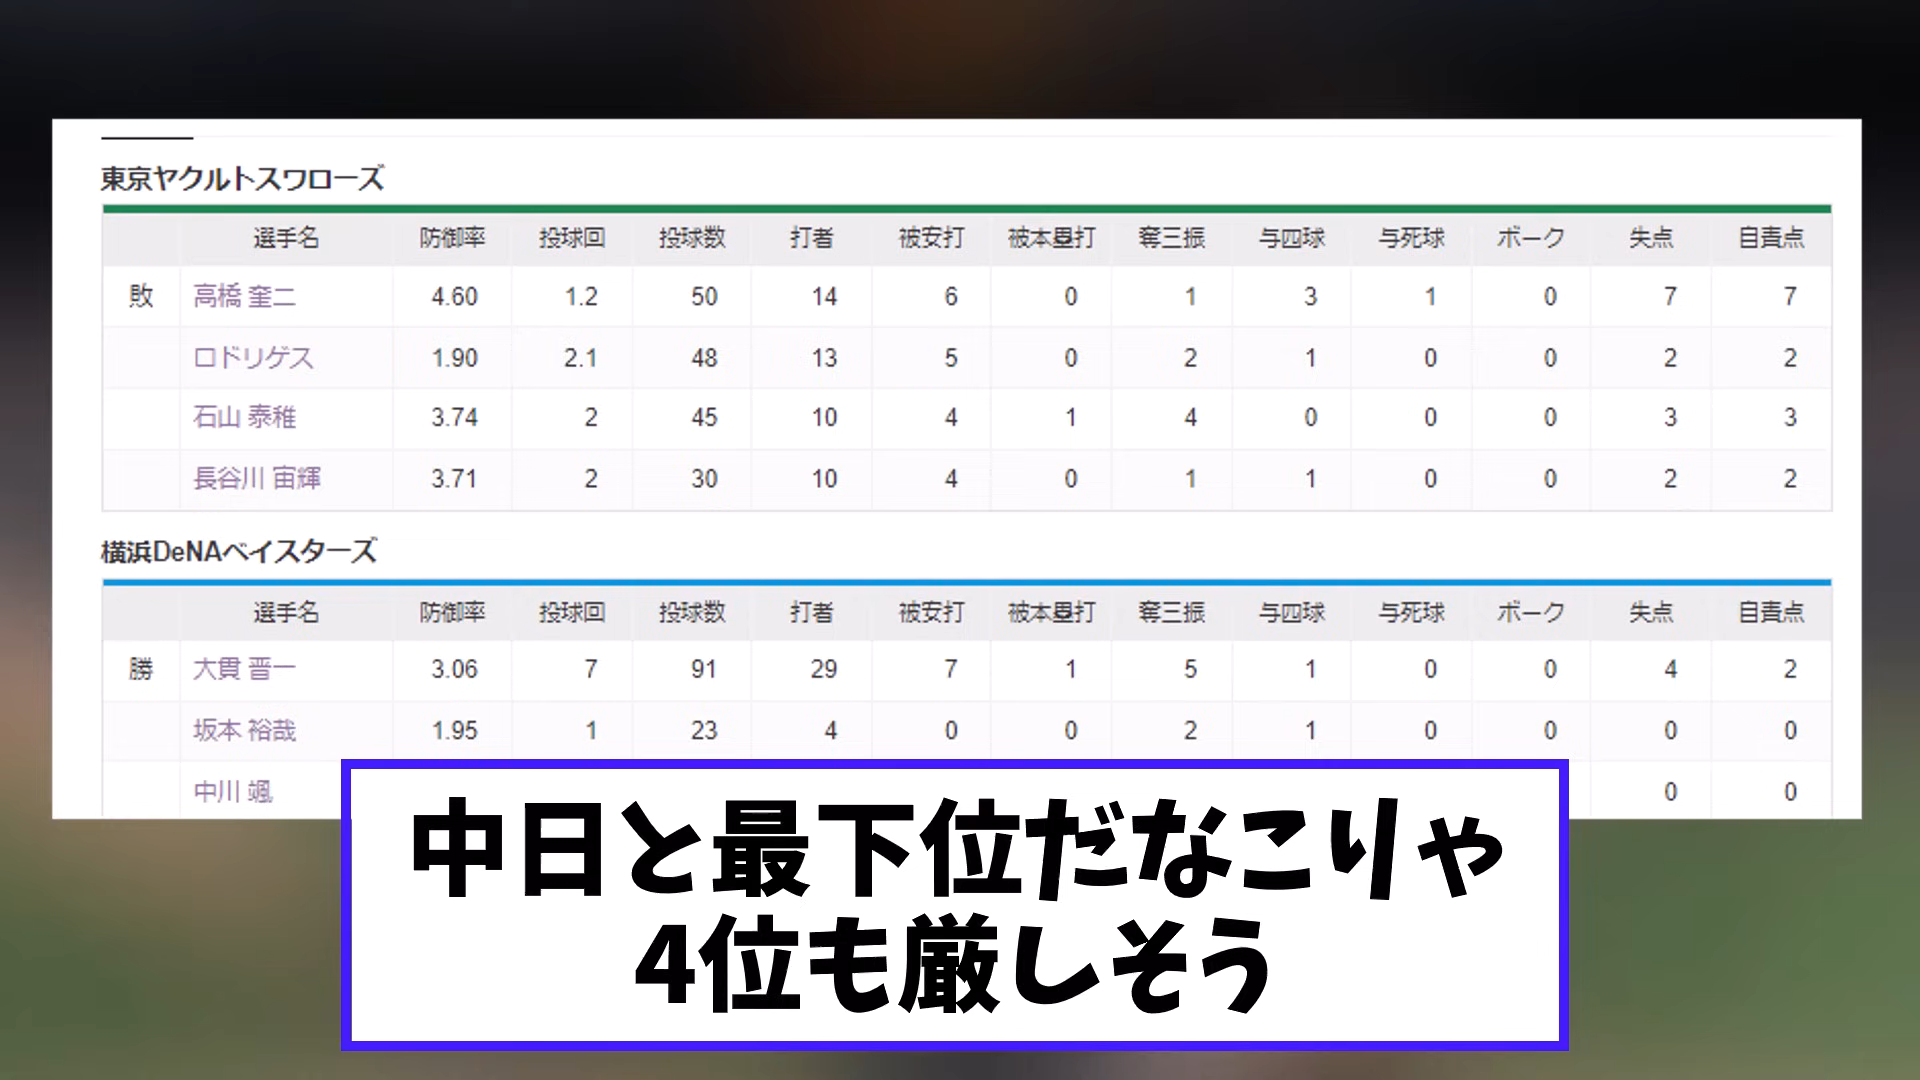 東京ヤクルトスワローズ
選手名 防御率 投球回 投球数 打者 被安打 被本塁打 奪三振 与四球 与死球 ボーク 失点 自責点
敗 高橋 奎二 4.60 1.2 50 14 6 0 1 3 1 0 7 7
ロドリゲス 1.90 2.1 48 13 5 0 2 1 0 0 2 2
石山 泰稚 3.74 2 45 10 4 1 4 0 0 0 3 3
長谷川 宙輝 3.71 2 30 10 4 0 1 1 0 0 2 2
横浜DeNAベイスターズ
選手名 防御率 投球回 投球数 打者 被安打 被本塁打 奪三振 与四球 与死球 ボーク 失点 自責点
勝 大貫 晋一 3.06 7 91 29 7 1 5 1 0 0 4 2
坂本 裕哉 1.95 1 23 4 0 0 2 1 0 0 0 0
中川 颯 0 0
中日と最下位だなこりゃ
4位も厳しそう